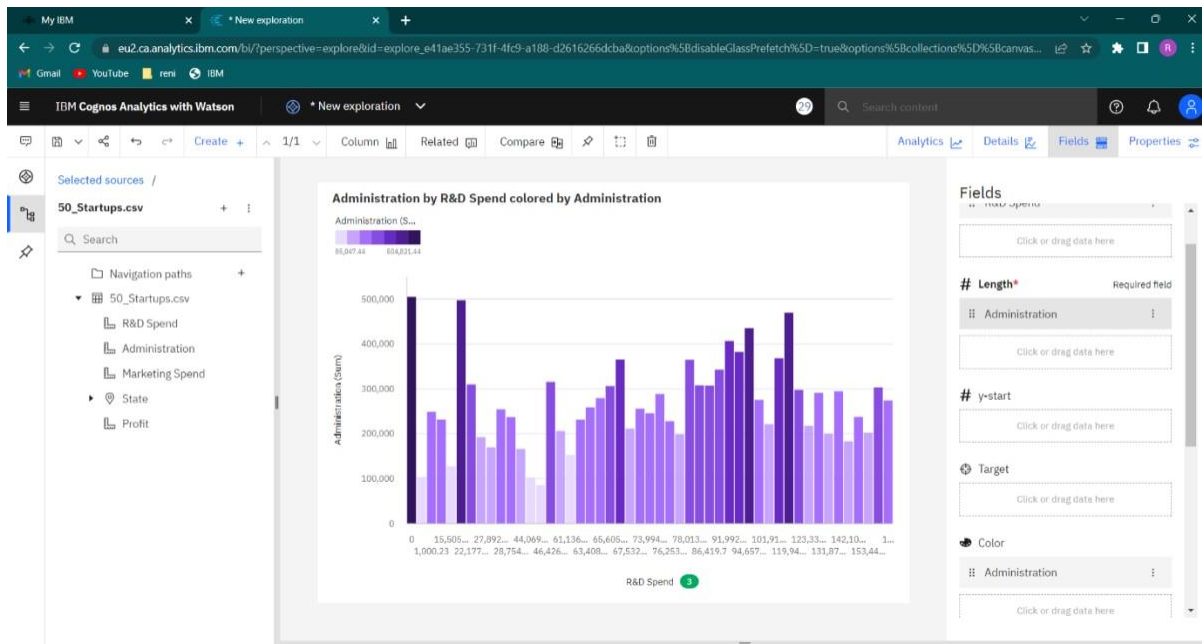 My IBM
* New exploration
eu2.ca.analytics.ibm.com/bi/?perspective=explore&id=explore_e41ae355-731f-4fc9-a188-d2616266dcba&options%5BdisableGlassPrefetch%5D=true&options%5Bcollections%5D%5Bcanvas...
Gmail YouTube reni IBM
IBM Cognos Analytics with Watson * New exploration 29 Search content
Create + 1/1 Column Related Compare Analytics Details Fields Properties
Selected sources /
50_Startups.csv
Search
Navigation paths
50_Startups.csv
R&D Spend
Administration
Marketing Spend
State
Profit
Administration by R&D Spend colored by Administration
Administration (S...
604,821.44
Administration (Sum)
500,000
400,000
300,000
200,000
100,000
0
0 15,505... 27,892... 44,069... 61,136... 65,605... 73,994... 78,013... 91,992... 101,91... 123,33... 142,10... 1...
1,000.23 22,177... 28,754... 46,426... 63,408... 67,532... 76,253... 86,419.7 94,657... 119,94... 131,87... 153,44...
R&D Spend 3
Fields
R&D Spend
Click or drag data here
# Length* Required field
Administration
Click or drag data here
# y-start
Click or drag data here
Target
Click or drag data here
Color
Administration
Click or drag data here